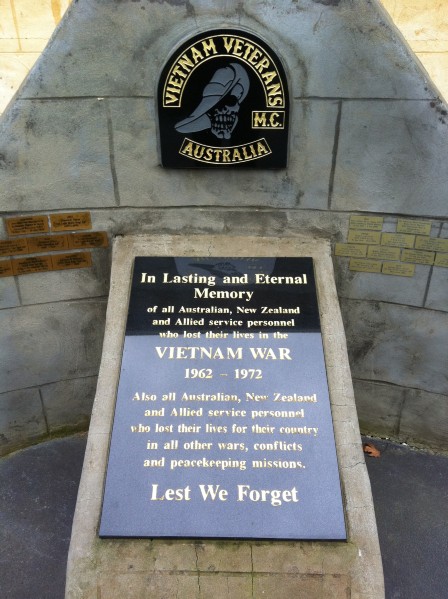 VIETNAM VETERANS
M.C.
AUSTRALIA
In Lasting and Eternal
Memory
of all Australian, New Zealand
and Allied service personnel
who lost their lives in the
VIETNAM WAR
1962 – 1972
Also all Australian, New Zealand
and Allied service personnel
who lost their lives for their country
in all other wars, conflicts
and peacekeeping missions.
Lest We Forget